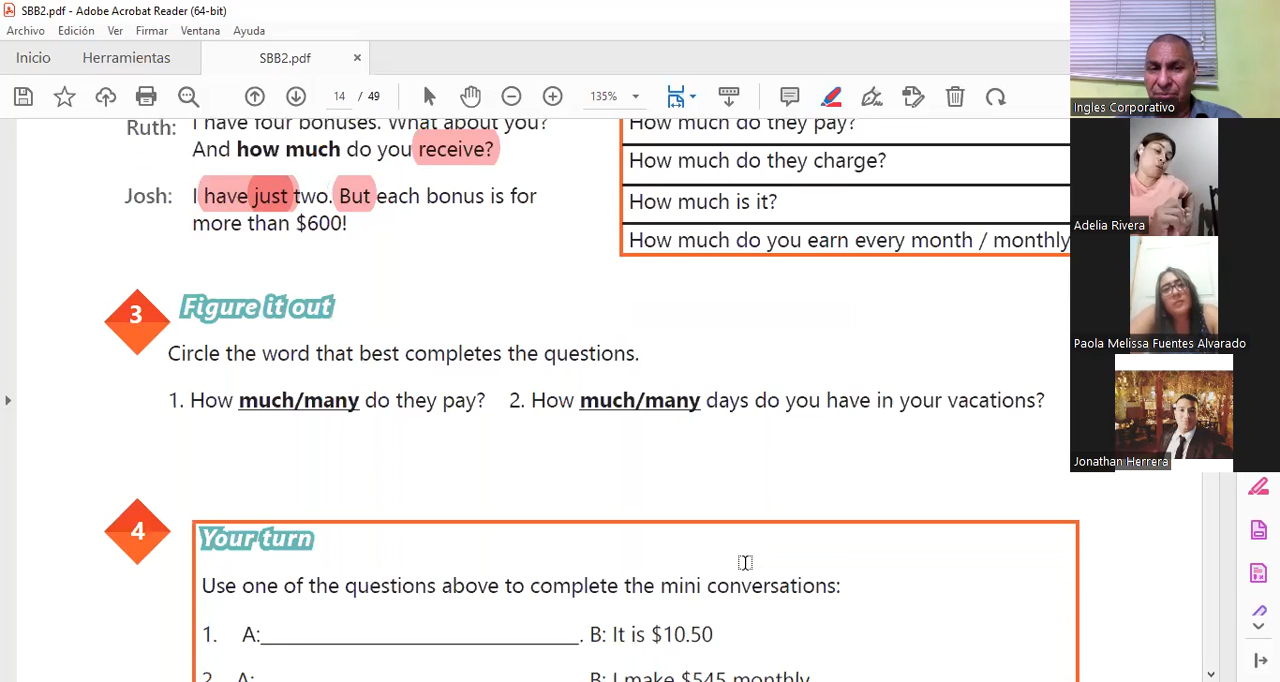 SBB2.pdf - Adobe Acrobat Reader (64-bit)
Archivo Edición Ver Firmar Ventana Ayuda
Inicio Herramientas SBB2.pdf ×
14 / 49 135%
Ruth: I have four bonuses. What about you?
And how much do you receive?
Josh: I have just two. But each bonus is for
more than $600!
How much do they pay?
How much do they charge?
How much is it?
How much do you earn every month / monthly
3 Figure it out
Circle the word that best completes the questions.
1. How much/many do they pay? 2. How much/many days do you have in your vacations?
4 Your turn
Use one of the questions above to complete the mini conversations:
1. A:______________________________. B: It is $10.50
2. A: B: I make $545 monthly
Ingles Corporativo
Adelia Rivera
Paola Melissa Fuentes Alvarado
Jonathan Herrera